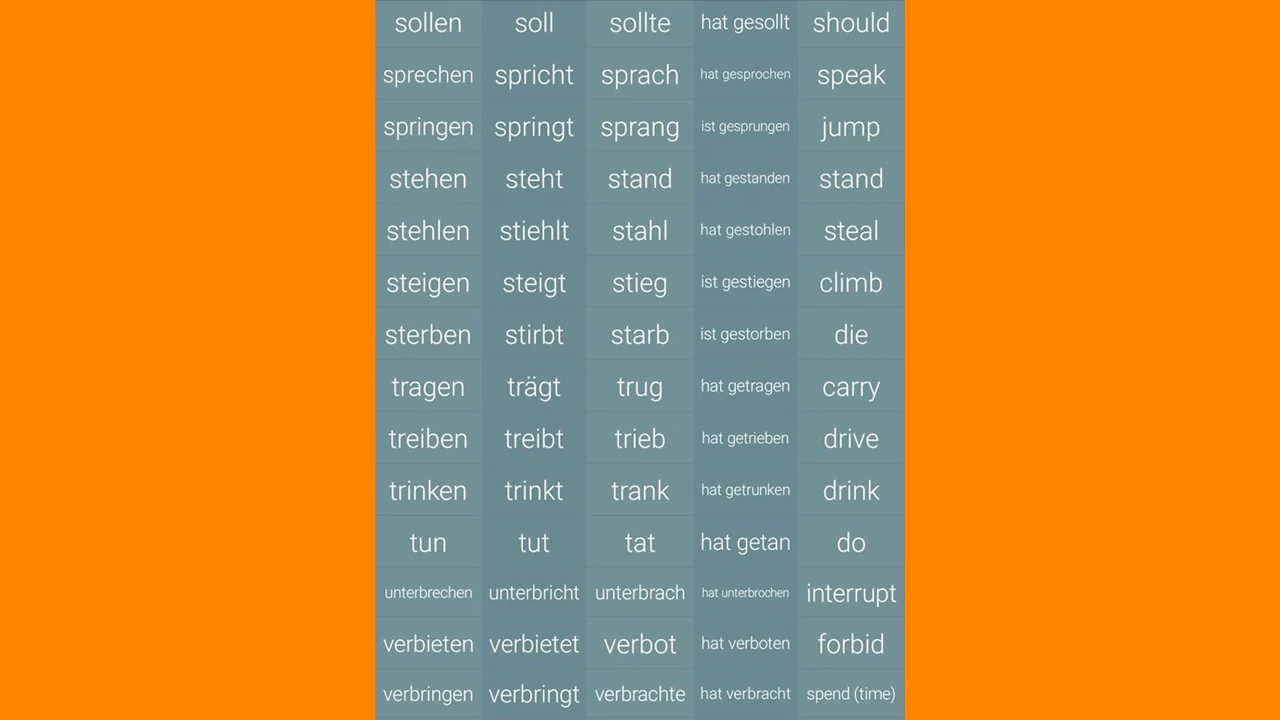 sollen soll sollte hat gesollt should
sprechen spricht sprach hat gesprochen speak
springen springt sprang ist gesprungen jump
stehen steht stand hat gestanden stand
stehlen stiehlt stahl hat gestohlen steal
steigen steigt stieg ist gestiegen climb
sterben stirbt starb ist gestorben die
tragen trägt trug hat getragen carry
treiben treibt trieb hat getrieben drive
trinken trinkt trank hat getrunken drink
tun tut tat hat getan do
unterbrechen unterbricht unterbrach hat unterbrochen interrupt
verbieten verbietet verbot hat verboten forbid
verbringen verbringt verbrachte hat verbracht spend (time)